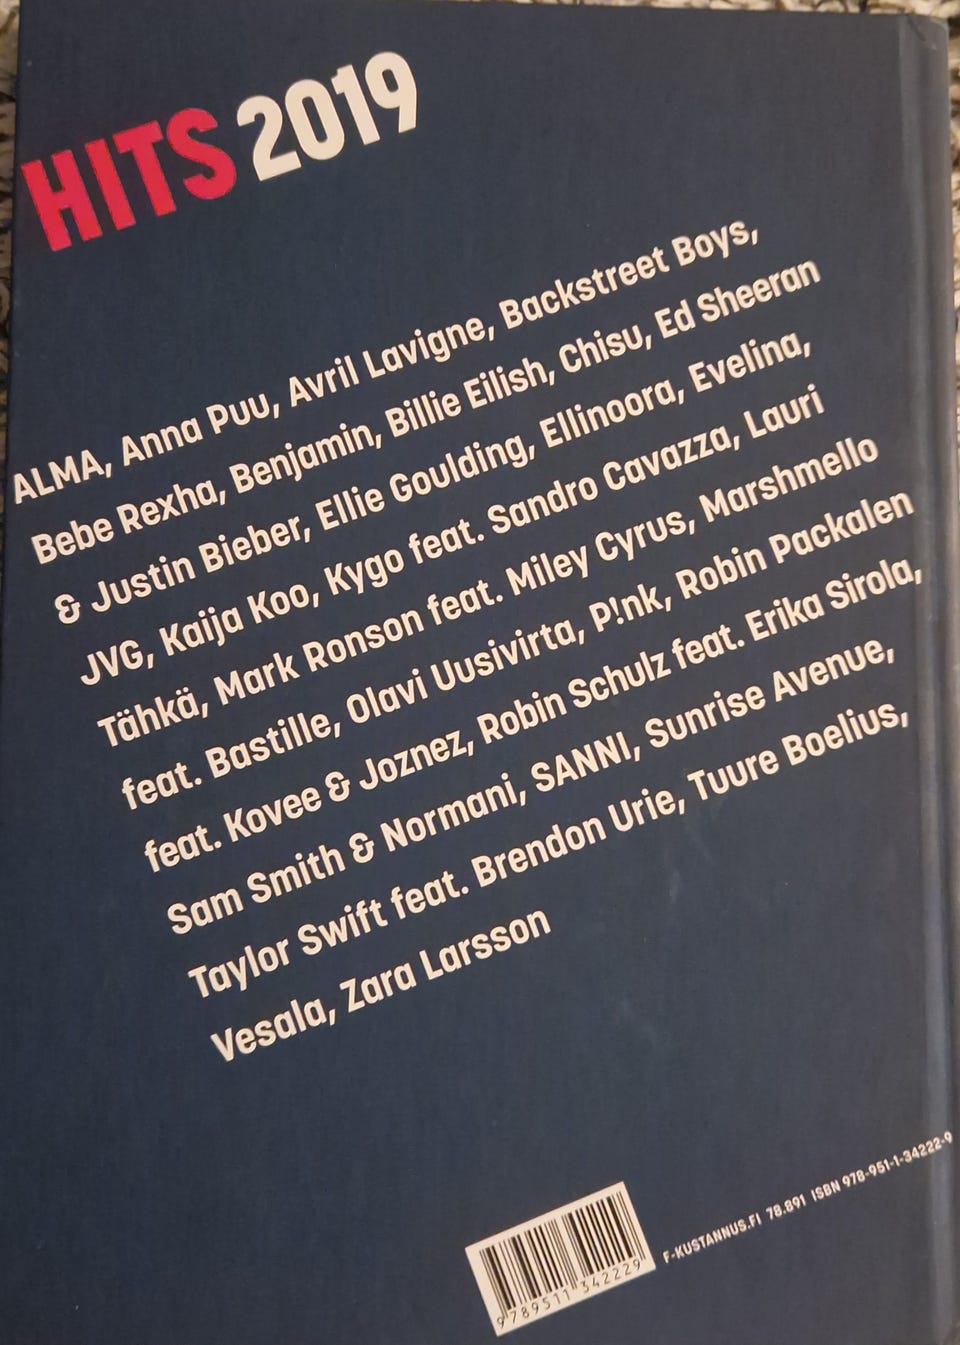 HITS 2019
ALMA, Anna Puu, Avril Lavigne, Backstreet Boys,
Bebe Rexha, Benjamin, Billie Eilish, Chisu, Ed Sheeran
& Justin Bieber, Ellie Goulding, Ellinoora, Evelina,
JVG, Kaija Koo, Kygo feat. Sandro Cavazza, Lauri
Tähkä, Mark Ronson feat. Miley Cyrus, Marshmello
feat. Bastille, Olavi Uusivirta, P!nk, Robin Packalen
feat. Kovee & Joznez, Robin Schulz feat. Erika Sirola,
Sam Smith & Normani, SANNI, Sunrise Avenue,
Taylor Swift feat. Brendon Urie, Tuure Boelius,
Vesala, Zara Larsson
F-KUSTANNUS.FI 78.891 ISBN 978-951-1-34222-9
9 789511 342229